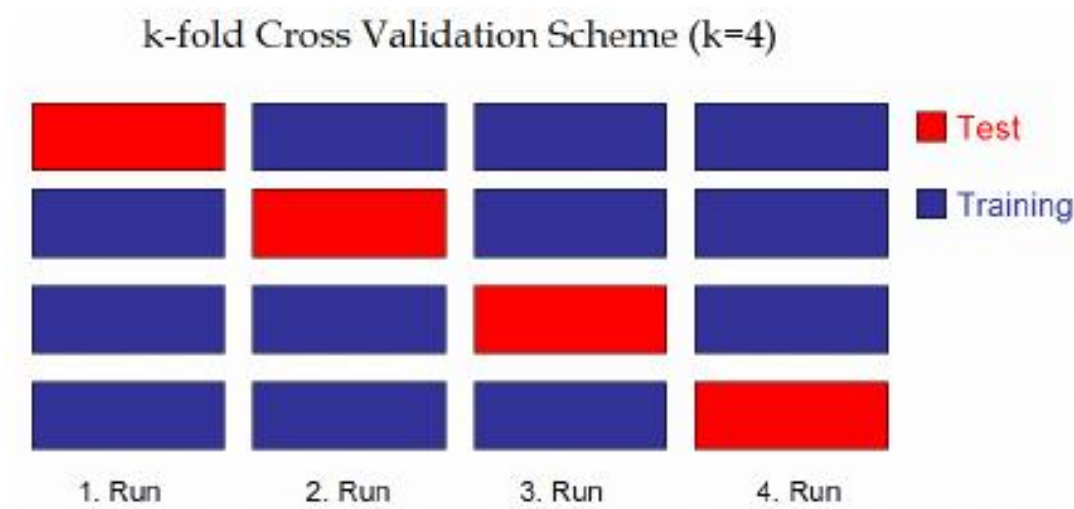 k-fold Cross Validation Scheme (k=4)
Test
Training
1. Run
2. Run
3. Run
4. Run